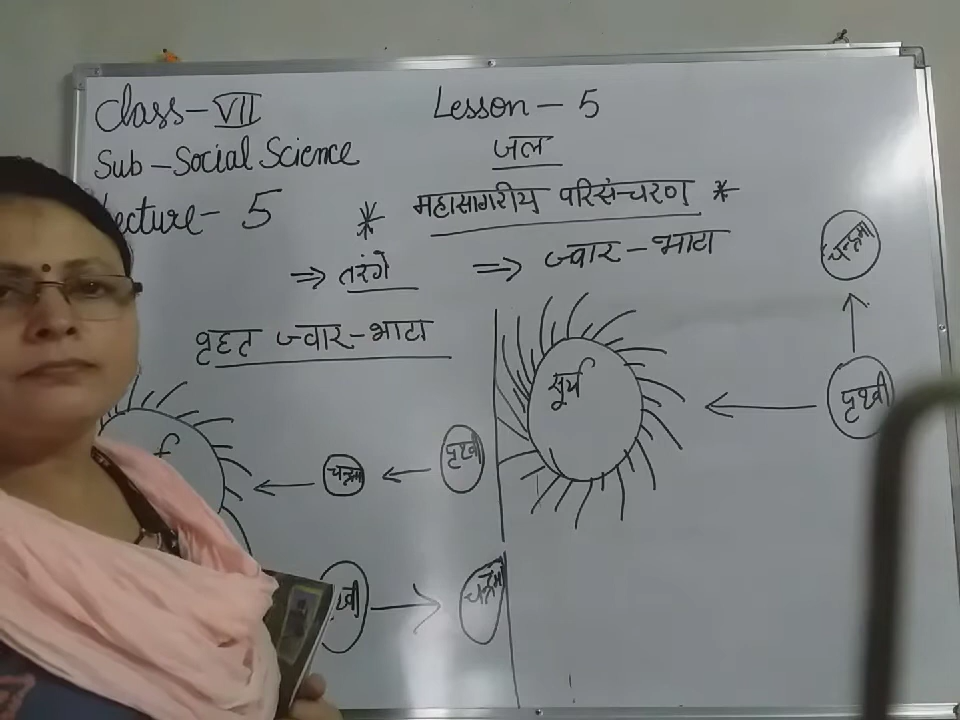 Class-VII
Lesson-5
Sub-Social Science
जल
Lecture-5
* महासागरीय परिसंचरण *
⇒ तरंगे
⇒ ज्वार-भाटा
वृहत ज्वार-भाटा
चन्द्रमा
सूर्य
पृथ्वी
चन्द्रमा
पृथ्वी
चन्द्रमा